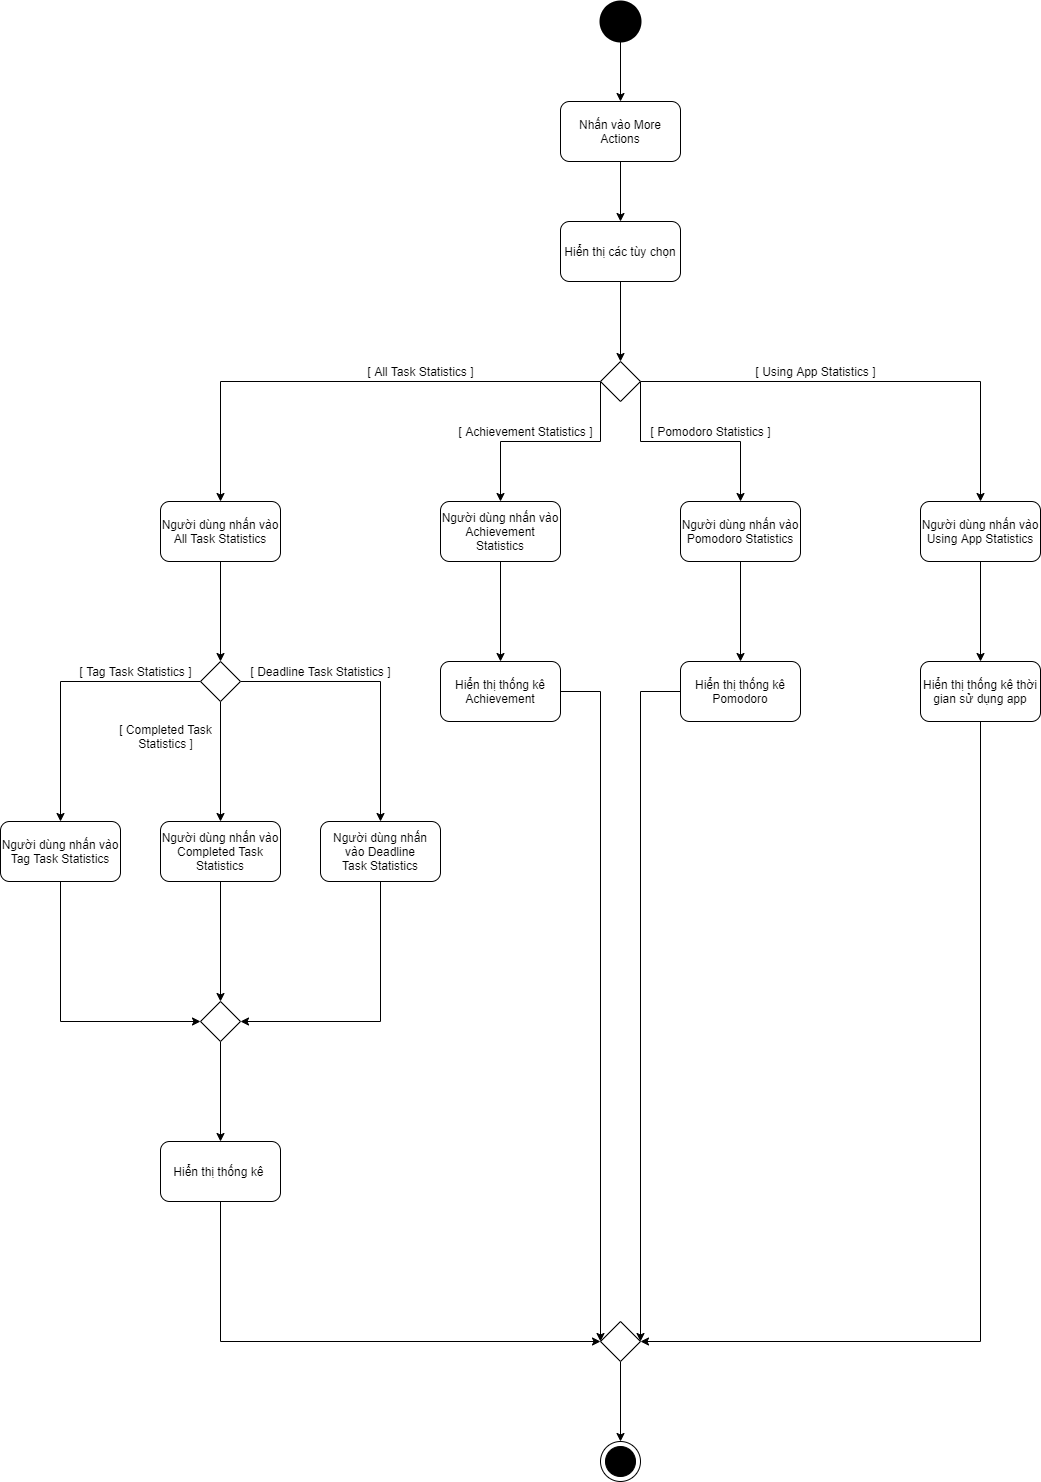 Nhấn vào More
Actions
Hiển thị các tùy chọn
[ All Task Statistics ]
[ Using App Statistics ]
[ Achievement Statistics ]
[ Pomodoro Statistics ]
Người dùng nhấn vào
All Task Statistics
Người dùng nhấn vào
Achievement
Statistics
Người dùng nhấn vào
Pomodoro Statistics
Người dùng nhấn vào
Using App Statistics
[ Tag Task Statistics ]
[ Deadline Task Statistics ]
[ Completed Task
Statistics ]
Hiển thị thống kê
Achievement
Hiển thị thống kê
Pomodoro
Hiển thị thống kê thời
gian sử dụng app
Người dùng nhấn vào
Tag Task Statistics
Người dùng nhấn vào
Completed Task
Statistics
Người dùng nhấn
vào Deadline
Task Statistics
Hiển thị thống kê